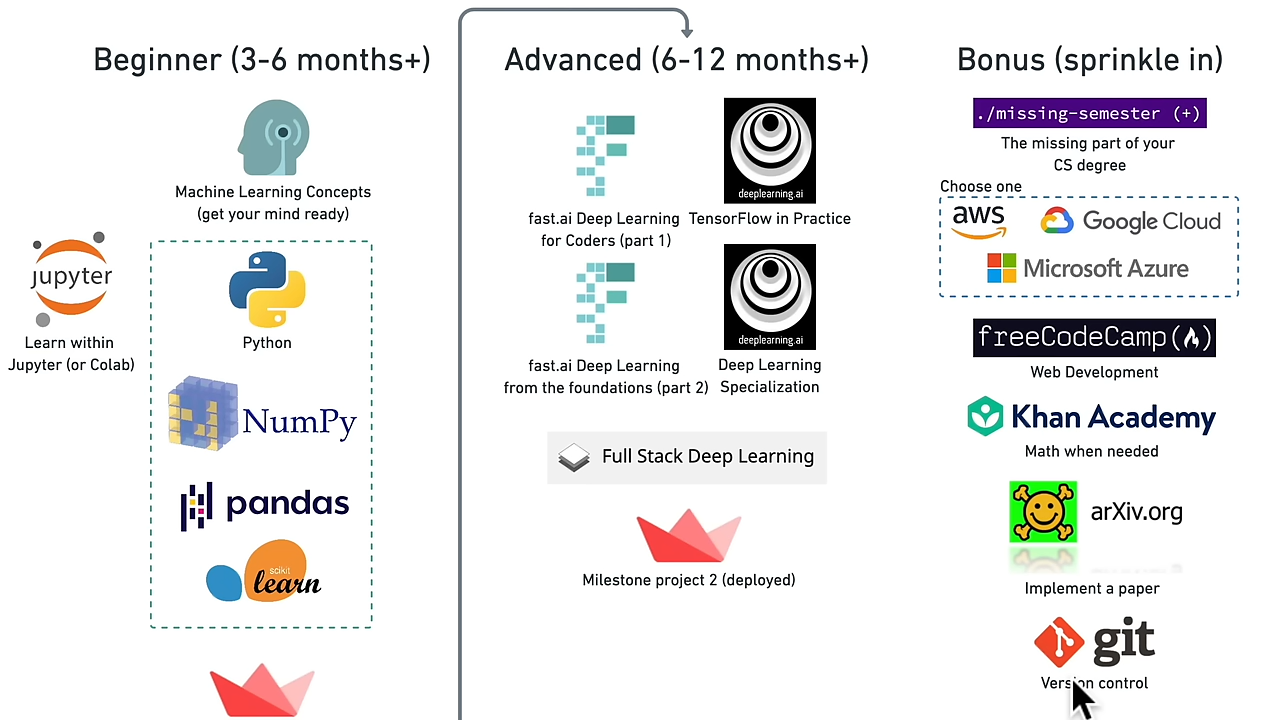 Beginner (3-6 months+)
Machine Learning Concepts
(get your mind ready)
jupyter
Learn within
Jupyter (or Colab)
Python
NumPy
pandas
scikit
learn
Advanced (6-12 months+)
deeplearning.ai
fast.ai Deep Learning
for Coders (part 1)
TensorFlow in Practice
deeplearning.ai
fast.ai Deep Learning
from the foundations (part 2)
Deep Learning
Specialization
Full Stack Deep Learning
Milestone project 2 (deployed)
Bonus (sprinkle in)
./missing-semester (+)
The missing part of your
CS degree
Choose one
aws
Google Cloud
Microsoft Azure
freeCodeCamp(🔥)
Web Development
Khan Academy
Math when needed
arXiv.org
Implement a paper
git
Version control